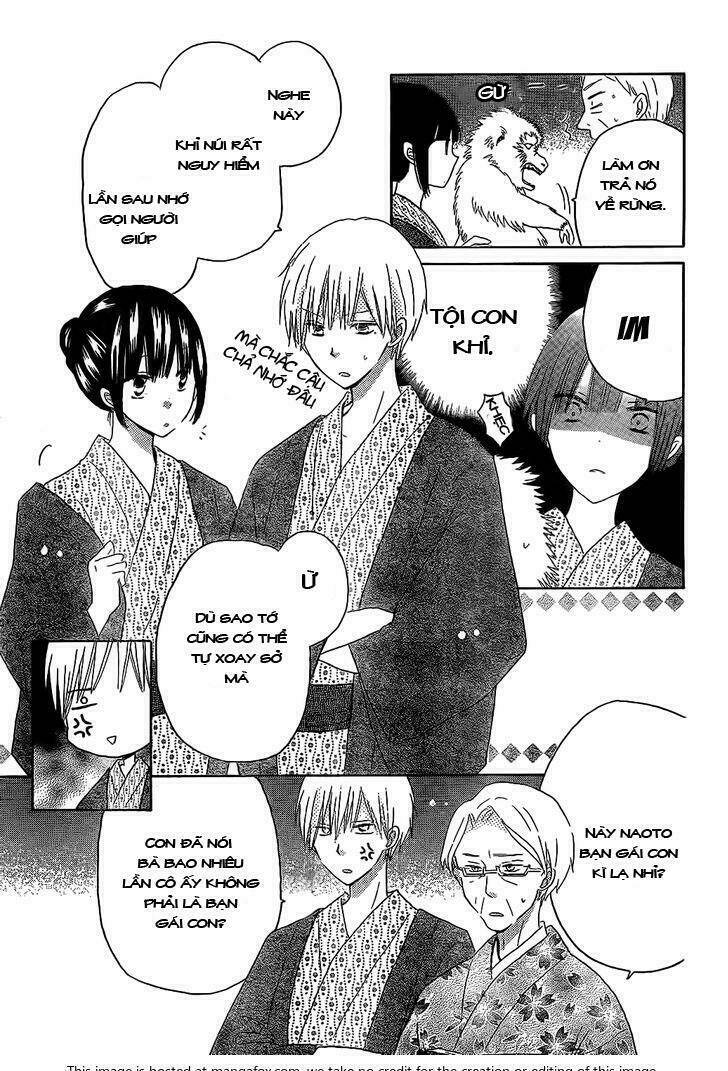 GỪ
LÀM ƠN
TRẢ NÓ
VỀ RỪNG.
IM
TỘI CON
KHỈ.
KHẸC
NGHE
NÀY
KHỈ NÚI RẤT
NGUY HIỂM
LẦN SAU NHỚ
GỌI NGƯỜI
GIÚP
MÀ CHẮC CẬU
CHẢ NHỚ ĐÂU
Ừ
DÙ SAO TỚ
CŨNG CÓ THỂ
TỰ XOAY SỞ
MÀ
NÀY NAOTO
BẠN GÁI CON
KÌ LẠ NHỈ?
CON ĐÃ NÓI
BÀ BAO NHIÊU
LẦN CÔ ẤY KHÔNG
PHẢI LÀ BẠN
GÁI CON?
This image is hosted at mangafox.com, we take no credit for the creation or editing of this image.